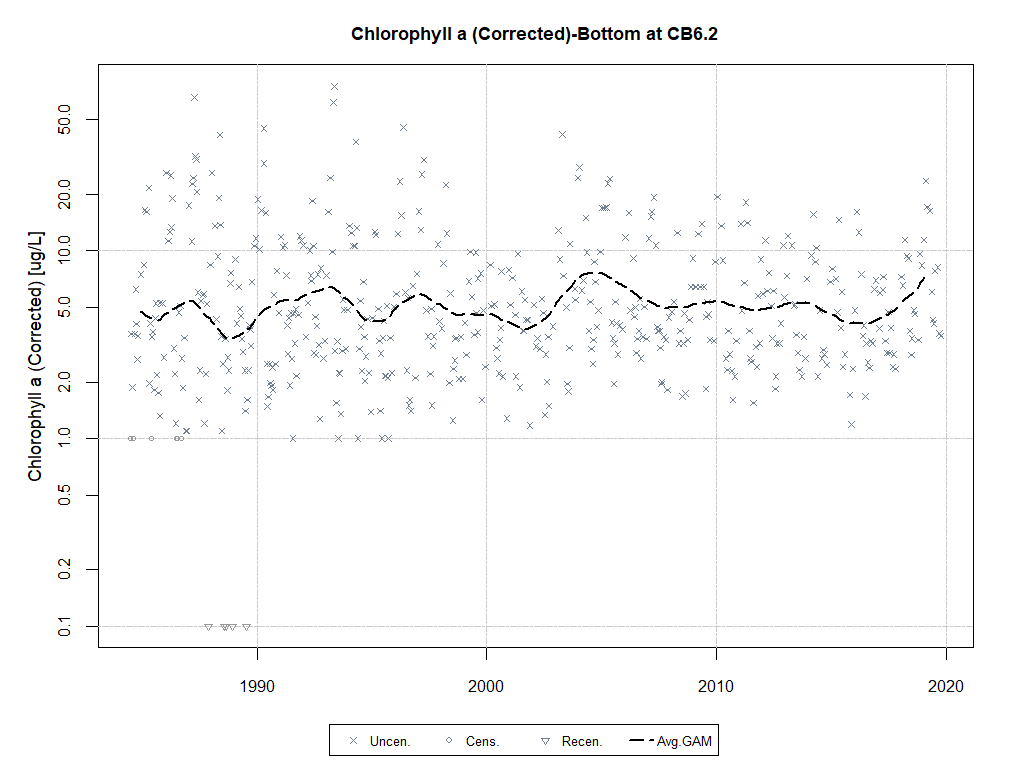 Chlorophyll a (Corrected)-Bottom at CB6.2
Chlorophyll a (Corrected) [ug/L]
50.0
20.0
10.0
5.0
2.0
1.0
0.5
0.2
0.1
1990 2000 2010 2020
Uncen. Cens. Recen. Avg.GAM